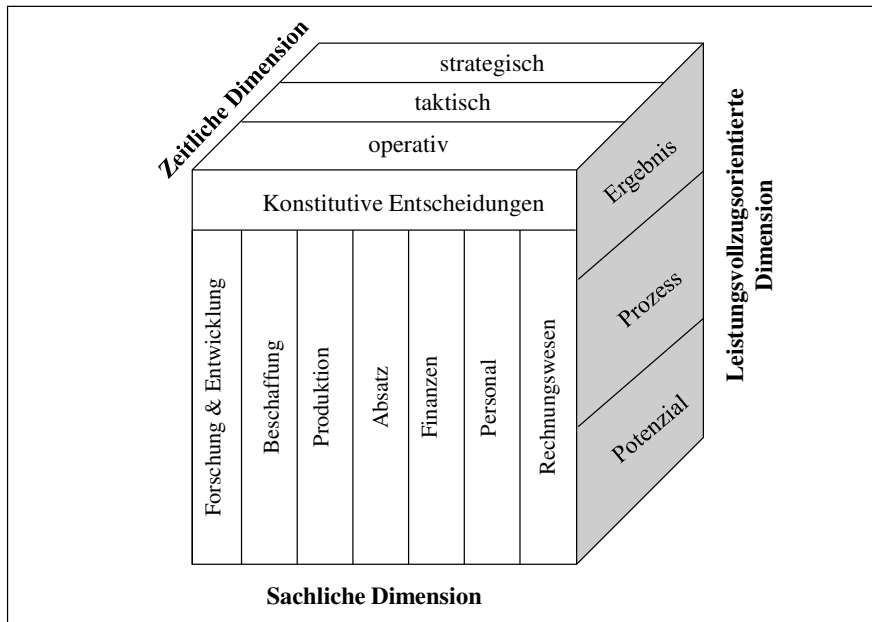 Zeitliche Dimension
strategisch
taktisch
operativ
Konstitutive Entscheidungen
Forschung & Entwicklung
Beschaffung
Produktion
Absatz
Finanzen
Personal
Rechnungswesen
Ergebnis
Prozess
Potenzial
Leistungsvollzugsorientierte
Dimension
Sachliche Dimension